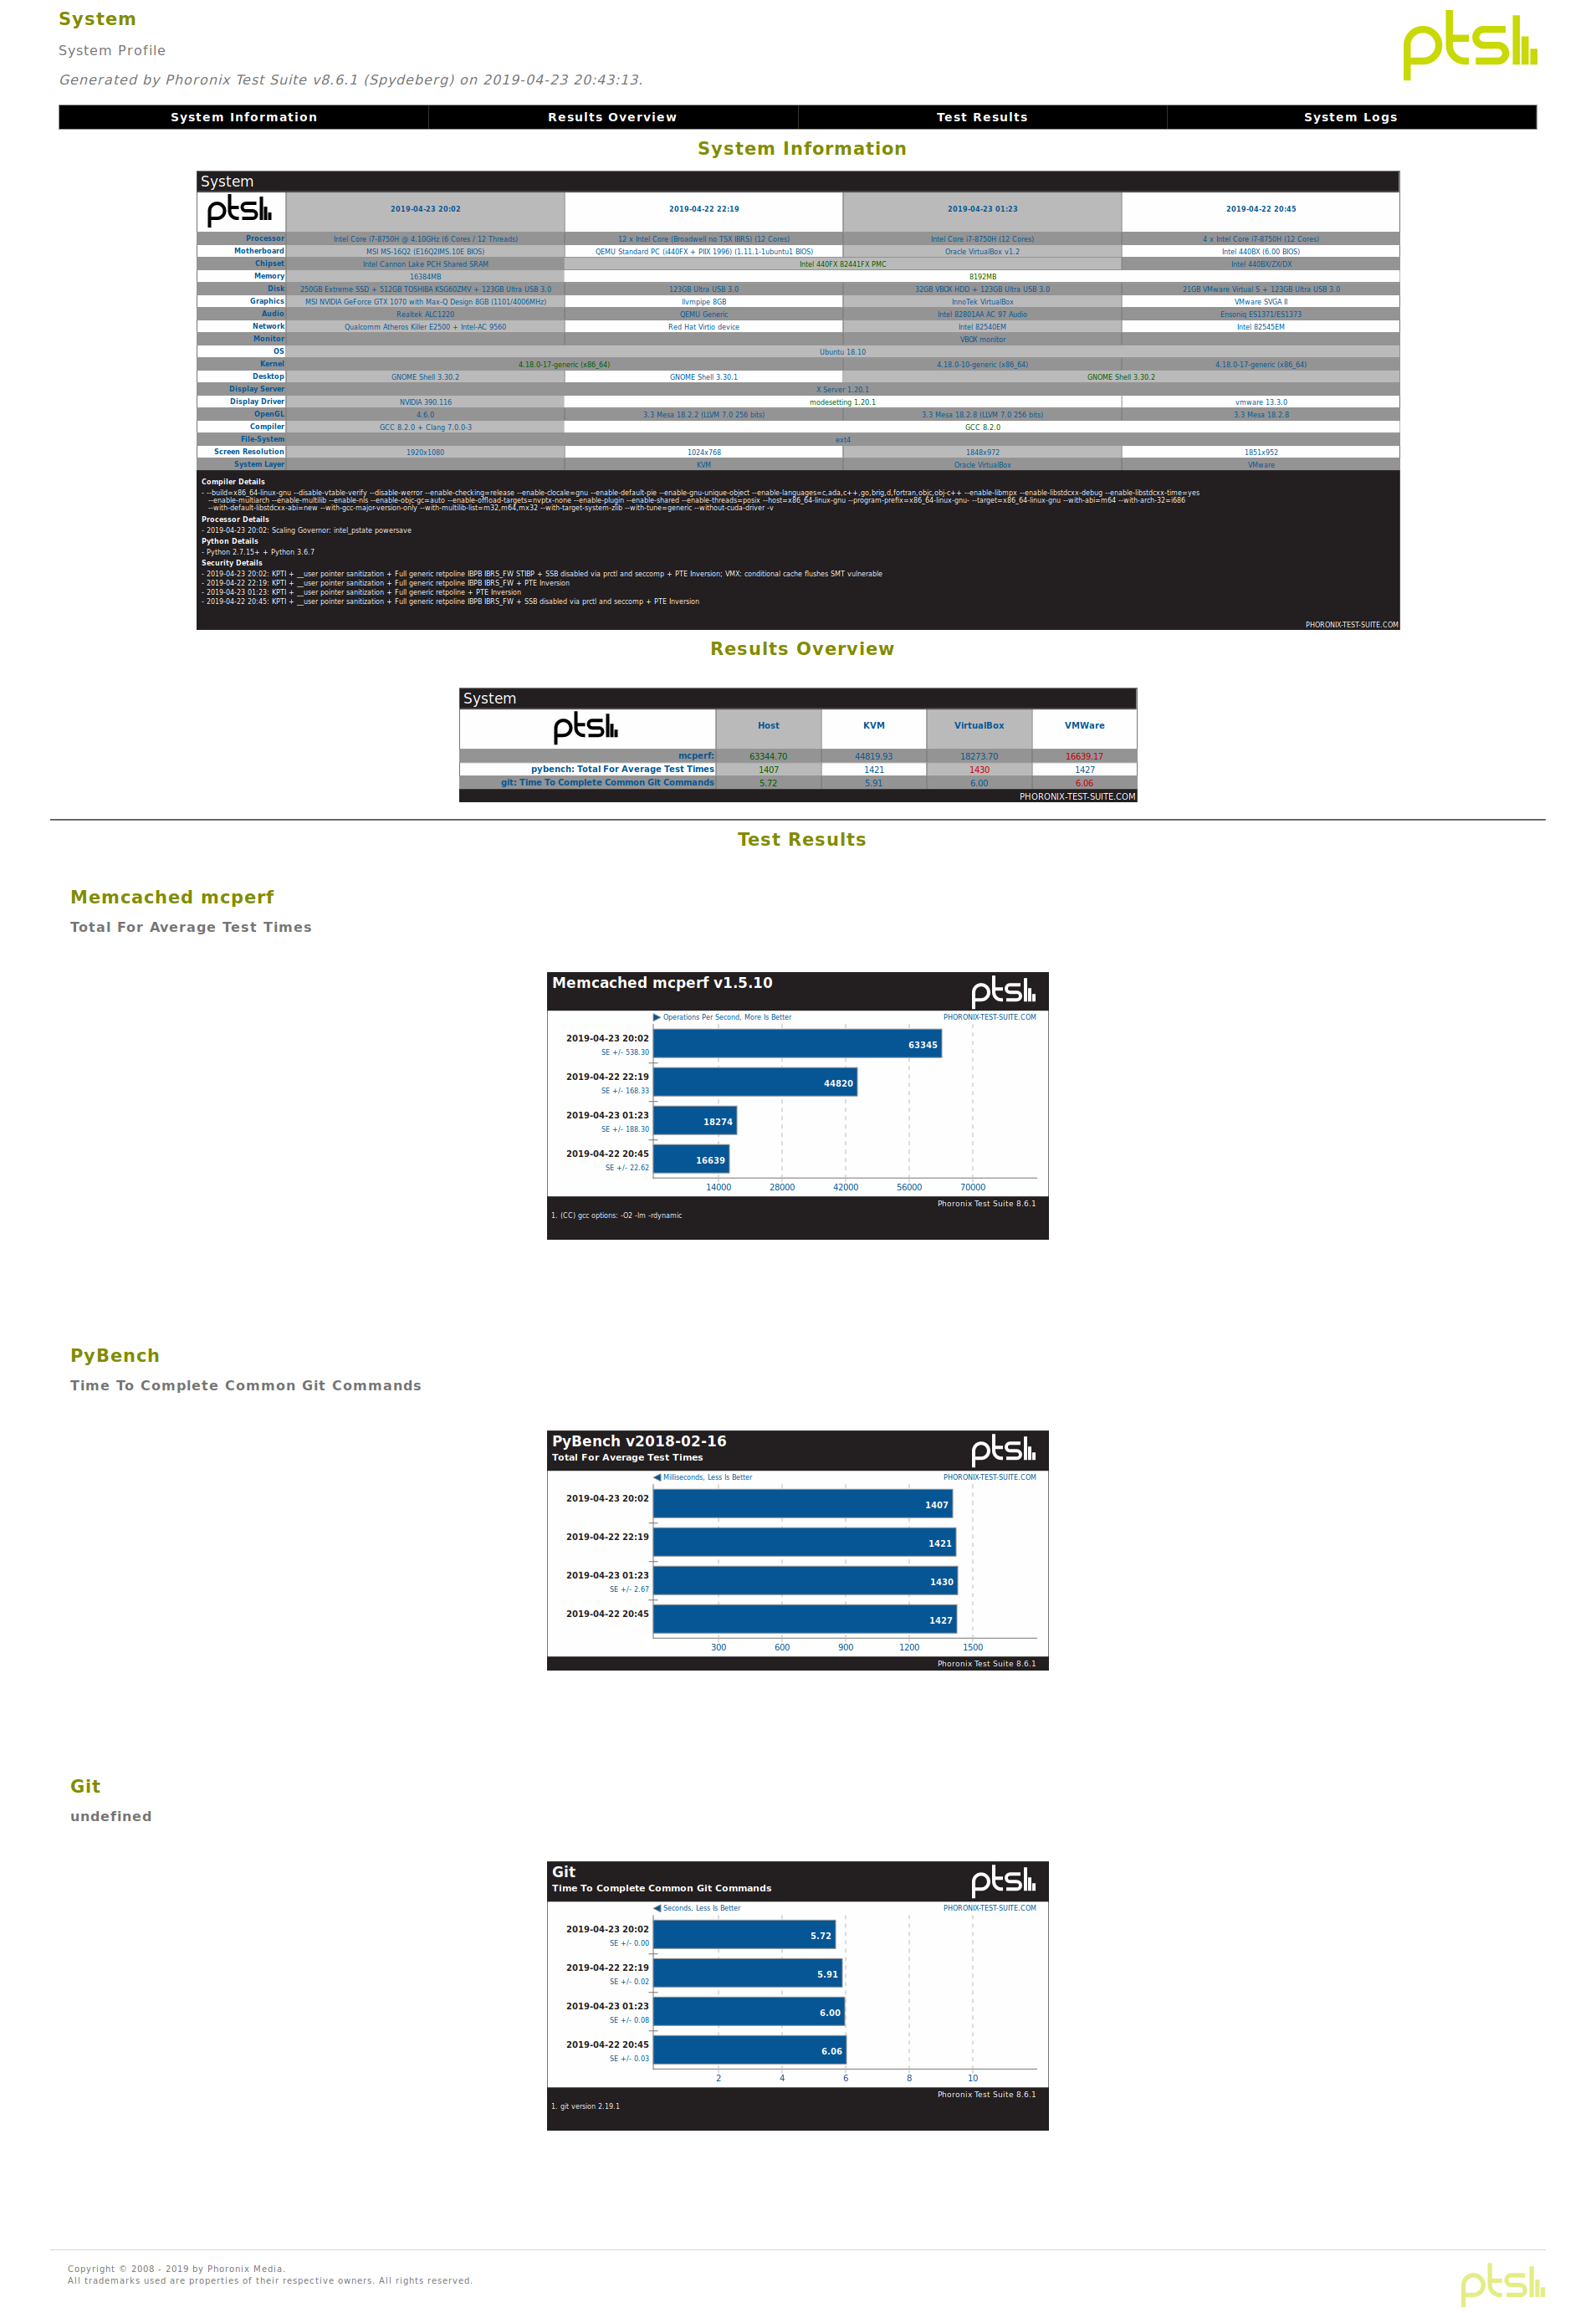 System
System Profile
Generated by Phoronix Test Suite v8.6.1 (Spydeberg) on 2019-04-23 20:43:13.
ptsl
System Information Results Overview Test Results System Logs
System Information
System
2019-04-23 20:02 2019-04-22 22:19 2019-04-23 01:23 2019-04-22 20:45
Processor Intel Core i7-8750H @ 4.10GHz (6 Cores / 12 Threads) 12 x Intel Core (Broadwell no TSX IBRS) (12 Cores) Intel Core i7-8750H (12 Cores) 4 x Intel Core i7-8750H (12 Cores)
Motherboard MSI MS-16Q2 (E16Q2IMS.10E BIOS) QEMU Standard PC (i440FX + PIIX 1996) (1.11.1-1ubuntu1 BIOS) Oracle VirtualBox v1.2 Intel 440BX (6.00 BIOS)
Chipset Intel Cannon Lake PCH Shared SRAM Intel 440FX 82441FX PMC Intel 440BX/ZX/DX
Memory 16384MB 8192MB
Disk 250GB Extreme SSD + 512GB TOSHIBA KSG60ZMV + 123GB Ultra USB 3.0 123GB Ultra USB 3.0 32GB VBOX HDD + 123GB Ultra USB 3.0 21GB VMware Virtual S + 123GB Ultra USB 3.0
Graphics MSI NVIDIA GeForce GTX 1070 with Max-Q Design 8GB (1101/4006MHz) llvmpipe 8GB InnoTek VirtualBox VMware SVGA II
Audio Realtek ALC1220 QEMU Generic Intel 82801AA AC 97 Audio Ensoniq ES1371/ES1373
Network Qualcomm Atheros Killer E2500 + Intel-AC 9560 Red Hat Virtio device Intel 82540EM Intel 82545EM
Monitor VBOX monitor
OS Ubuntu 18.10
Kernel 4.18.0-17-generic (x86_64) 4.18.0-10-generic (x86_64) 4.18.0-17-generic (x86_64)
Desktop GNOME Shell 3.30.2 GNOME Shell 3.30.1 GNOME Shell 3.30.2
Display Server X Server 1.20.1
Display Driver NVIDIA 390.116 modesetting 1.20.1 vmware 13.3.0
OpenGL 4.6.0 3.3 Mesa 18.2.2 (LLVM 7.0 256 bits) 3.3 Mesa 18.2.8 (LLVM 7.0 256 bits) 3.3 Mesa 18.2.8
Compiler GCC 8.2.0 + Clang 7.0.0-3 GCC 8.2.0
File-System ext4
Screen Resolution 1920x1080 1024x768 1848x972 1851x952
System Layer KVM Oracle VirtualBox VMware
Compiler Details
- --build=x86_64-linux-gnu --disable-vtable-verify --disable-werror --enable-checking=release --enable-clocale=gnu --enable-default-pie --enable-gnu-unique-object --enable-languages=c,ada,c++,go,brig,d,fortran,objc,obj-c++ --enable-libmpx --enable-libstdcxx-debug --enable-libstdcxx-time=yes
--enable-multiarch --enable-multilib --enable-nls --enable-objc-gc=auto --enable-offload-targets=nvptx-none --enable-plugin --enable-shared --enable-threads=posix --host=x86_64-linux-gnu --program-prefix=x86_64-linux-gnu- --target=x86_64-linux-gnu --with-abi=m64 --with-arch-32=i686
--with-default-libstdcxx-abi=new --with-gcc-major-version-only --with-multilib-list=m32,m64,mx32 --with-target-system-zlib --with-tune=generic --without-cuda-driver -v
Processor Details
- 2019-04-23 20:02: Scaling Governor: intel_pstate powersave
Python Details
- Python 2.7.15+ + Python 3.6.7
Security Details
- 2019-04-23 20:02: KPTI + __user pointer sanitization + Full generic retpoline IBPB IBRS_FW STIBP + SSB disabled via prctl and seccomp + PTE Inversion; VMX: conditional cache flushes SMT vulnerable
- 2019-04-22 22:19: KPTI + __user pointer sanitization + Full generic retpoline IBPB IBRS_FW + PTE Inversion
- 2019-04-23 01:23: KPTI + __user pointer sanitization + Full generic retpoline + PTE Inversion
- 2019-04-22 20:45: KPTI + __user pointer sanitization + Full generic retpoline IBPB IBRS_FW + SSB disabled via prctl and seccomp + PTE Inversion
PHORONIX-TEST-SUITE.COM
Results Overview
System
Host KVM VirtualBox VMWare
mcperf: 63344.70 44819.93 18273.70 16639.17
pybench: Total For Average Test Times 1407 1421 1430 1427
git: Time To Complete Common Git Commands 5.72 5.91 6.00 6.06
PHORONIX-TEST-SUITE.COM
Test Results
Memcached mcperf
Total For Average Test Times
Memcached mcperf v1.5.10
Operations Per Second, More Is Better PHORONIX-TEST-SUITE.COM
2019-04-23 20:02 63345
SE +/- 538.30
2019-04-22 22:19 44820
SE +/- 168.33
2019-04-23 01:23 18274
SE +/- 188.30
2019-04-22 20:45 16639
SE +/- 22.62
14000 28000 42000 56000 70000
Phoronix Test Suite 8.6.1
1. (CC) gcc options: -O2 -lm -rdynamic
PyBench
Time To Complete Common Git Commands
PyBench v2018-02-16
Total For Average Test Times
Milliseconds, Less Is Better PHORONIX-TEST-SUITE.COM
2019-04-23 20:02 1407
2019-04-22 22:19 1421
2019-04-23 01:23 1430
SE +/- 2.67
2019-04-22 20:45 1427
300 600 900 1200 1500
Phoronix Test Suite 8.6.1
Git
undefined
Git
Time To Complete Common Git Commands
Seconds, Less Is Better PHORONIX-TEST-SUITE.COM
2019-04-23 20:02 5.72
SE +/- 0.00
2019-04-22 22:19 5.91
SE +/- 0.02
2019-04-23 01:23 6.00
SE +/- 0.08
2019-04-22 20:45 6.06
SE +/- 0.03
2 4 6 8 10
Phoronix Test Suite 8.6.1
1. git version 2.19.1
Copyright © 2008 - 2019 by Phoronix Media.
All trademarks used are properties of their respective owners. All rights reserved.